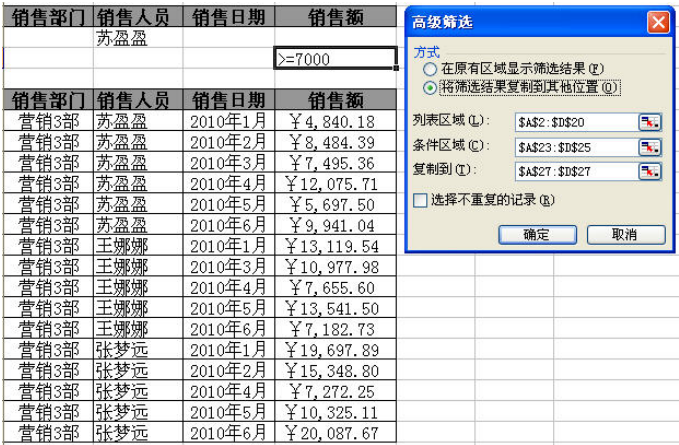 销售部门 销售人员 销售日期 销售额
苏盈盈
>=7000
销售部门 销售人员 销售日期 销售额
营销3部 苏盈盈 2010年1月 ￥4,840.18
营销3部 苏盈盈 2010年2月 ￥8,484.39
营销3部 苏盈盈 2010年3月 ￥7,495.36
营销3部 苏盈盈 2010年4月 ￥12,075.71
营销3部 苏盈盈 2010年5月 ￥5,697.50
营销3部 苏盈盈 2010年6月 ￥9,941.04
营销3部 王娜娜 2010年1月 ￥13,119.54
营销3部 王娜娜 2010年3月 ￥10,977.98
营销3部 王娜娜 2010年4月 ￥7,655.60
营销3部 王娜娜 2010年5月 ￥13,541.50
营销3部 王娜娜 2010年6月 ￥7,182.73
营销3部 张梦远 2010年1月 ￥19,697.89
营销3部 张梦远 2010年2月 ￥15,348.80
营销3部 张梦远 2010年4月 ￥7,272.25
营销3部 张梦远 2010年5月 ￥10,325.11
营销3部 张梦远 2010年6月 ￥20,087.67
高级筛选
方式
在原有区域显示筛选结果(F)
将筛选结果复制到其他位置(O)
列表区域(L): $A$2:$D$20
条件区域(C): $A$23:$D$25
复制到(T): $A$27:$D$27
选择不重复的记录(R)
确定 取消